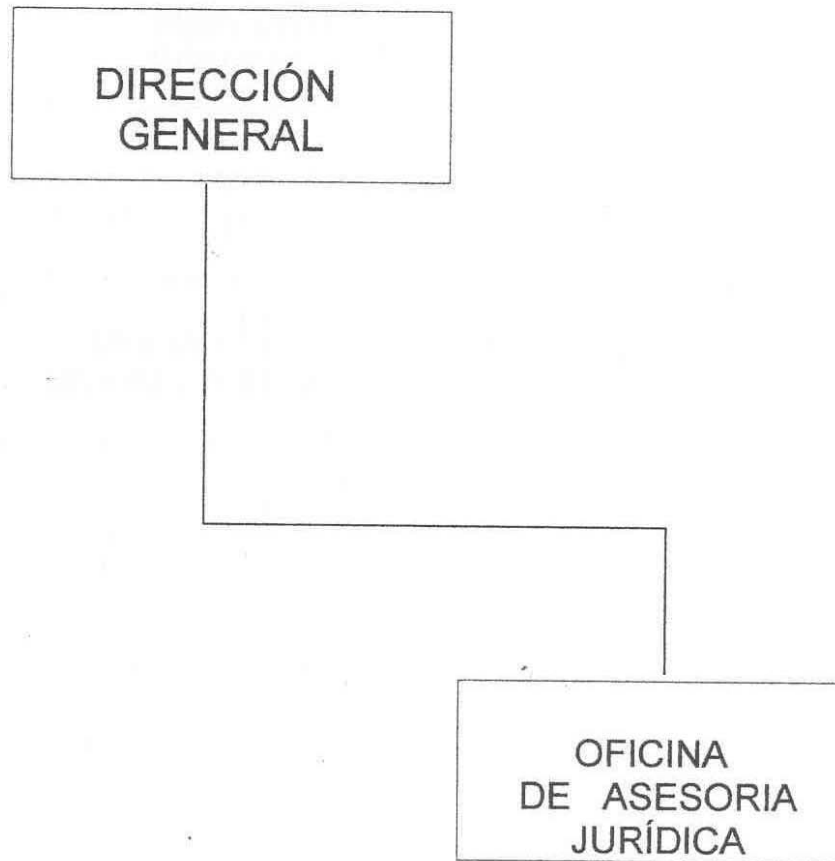 DIRECCIÓN
GENERAL
OFICINA
DE ASESORIA
JURÍDICA